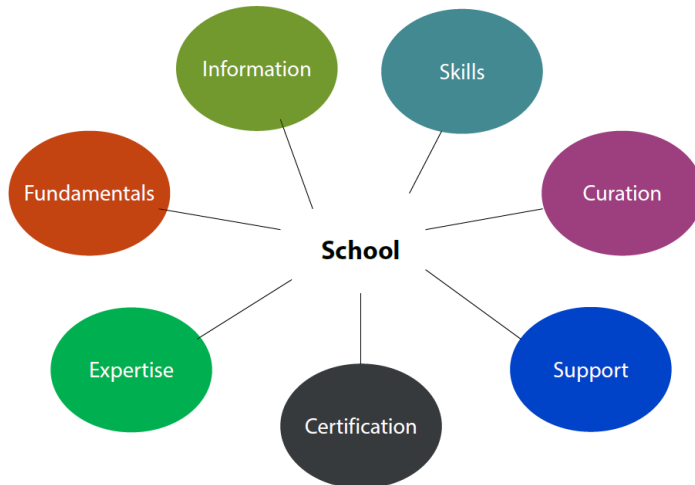 Information
Skills
Fundamentals
Curation
School
Expertise
Support
Certification